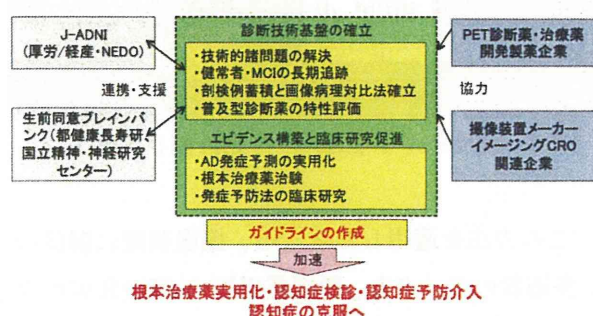 J-ADNI
(厚労/経産・NEDO)
連携・支援
生前同意ブレインバ
ンク(都健康長寿研、
国立精神・神経研究
センター)
診断技術基盤の確立
・技術的諸問題の解決
・健常者・MCIの長期追跡
・剖検例蓄積と画像病理対比法確立
・普及型診断薬の特性評価
エビデンス構築と臨床研究促進
・AD発症予測の実用化
・根本治療薬治験
・発症予防法の臨床研究
PET診断薬・治療薬
開発製薬企業
協力
撮像装置メーカー
イメージングCRO
関連企業
ガイドラインの作成
加速
根本治療薬実用化・認知症検診・認知症予防介入
認知症の克服へ